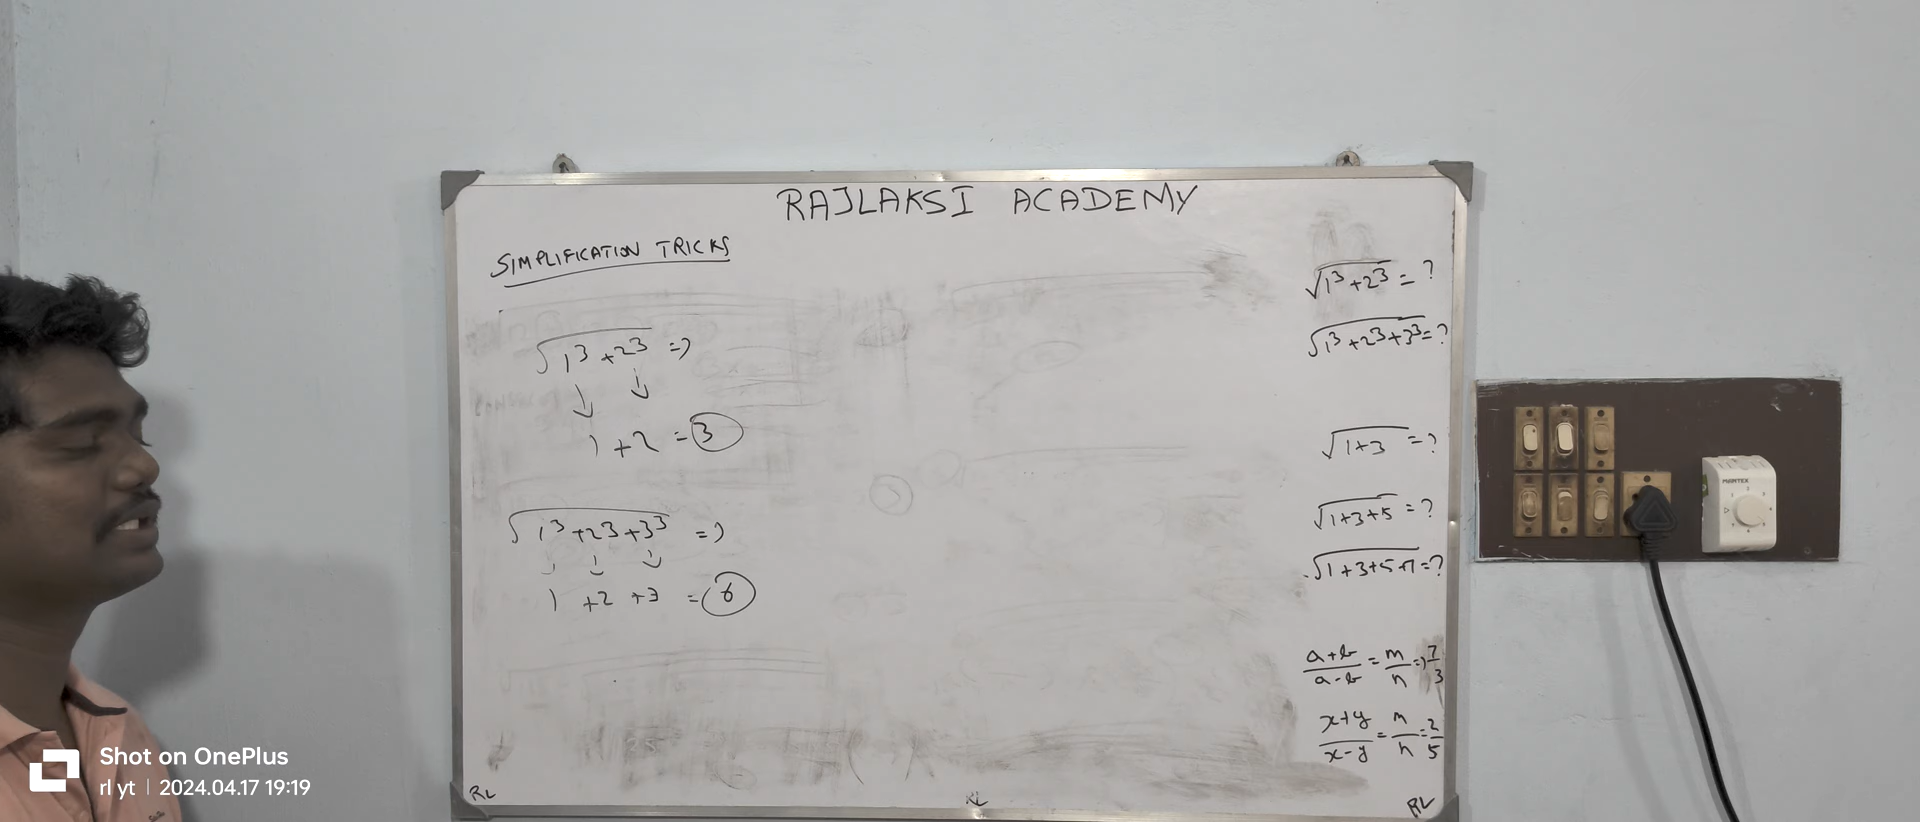 RAJLAKSI ACADEMY
SIMPLIFICATION TRICKS
√1³+2³ =>
1 +2 = 3
√1³+2³+3³ =>
1 +2 +3 = 6
√1³+2³ = ?
√1³+2³+3³ = ?
√1+3 = ?
√1+3+5 = ?
√1+3+5+7 = ?
a+b/a-b = m/n => 7/3
x+y/x-y = m/n = 2/5
RL RL RL
MANTEX
Shot on OnePlus
rl yt | 2024.04.17 19:19